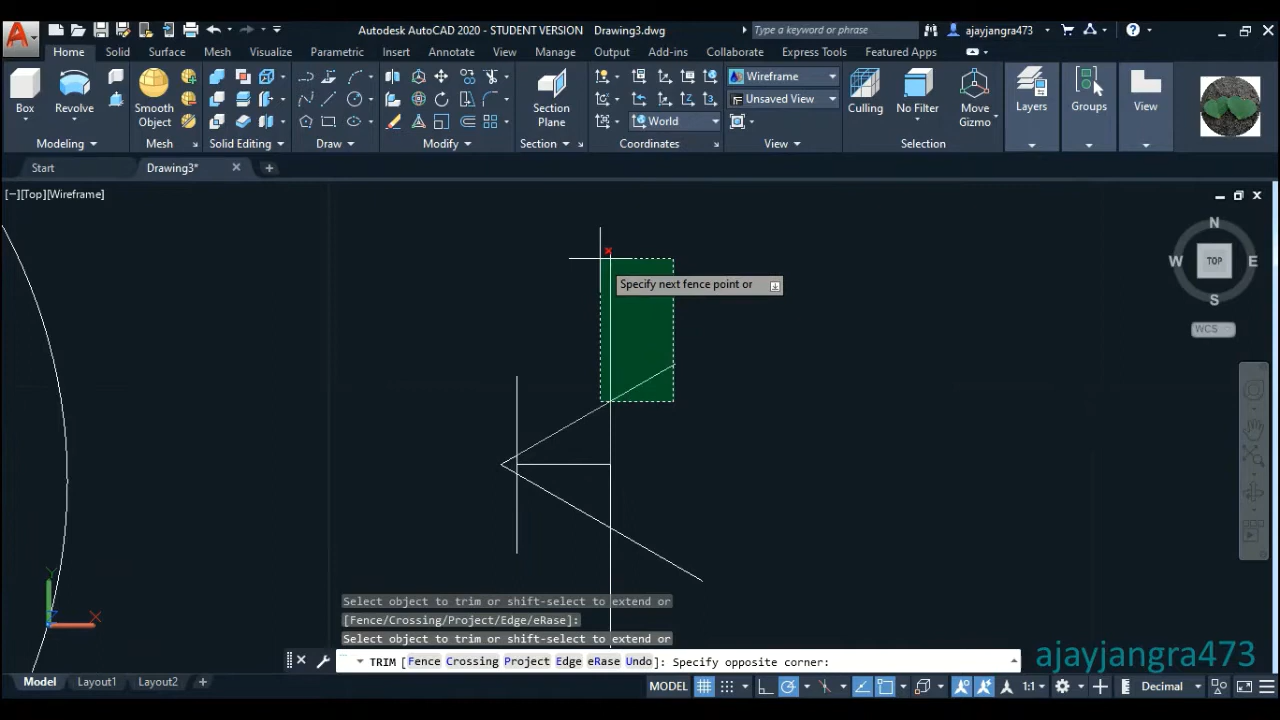 Autodesk AutoCAD 2020 - STUDENT VERSION Drawing3.dwg
Type a keyword or phrase
ajayjangra473
Home Solid Surface Mesh Visualize Parametric Insert Annotate View Manage Output Add-ins Collaborate Express Tools Featured Apps
Box
Revolve
Smooth Object
Section Plane
Wireframe
Unsaved View
World
Culling
No Filter
Move Gizmo
Layers
Groups
View
Modeling
Mesh
Solid Editing
Draw
Modify
Section
Coordinates
View
Selection
Start
Drawing3*
[−][Top][Wireframe]
N
W
TOP
E
S
WCS
Specify next fence point or
Y
X
Select object to trim or shift-select to extend or
[Fence/Crossing/Project/Edge/eRase]:
Select object to trim or shift-select to extend or
TRIM [Fence Crossing Project Edge eRase Undo]: Specify opposite corner:
ajayjangra473
Model Layout1 Layout2
MODEL
1:1
Decimal